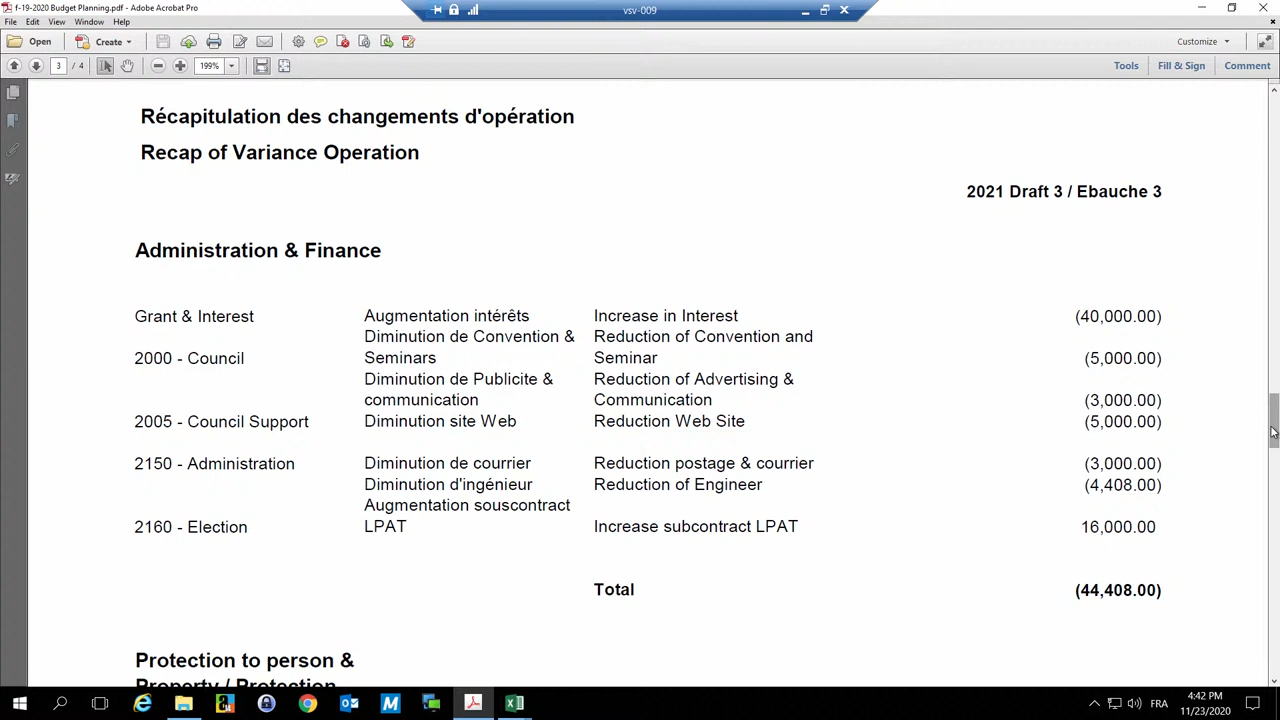 f-19-2020 Budget Planning.pdf - Adobe Acrobat Pro
vsv-009
File Edit View Window Help
Open Create Customize
3 / 4 199% Tools Fill & Sign Comment
Récapitulation des changements d'opération
Recap of Variance Operation
2021 Draft 3 / Ebauche 3
Administration & Finance
Grant & Interest Augmentation intérêts Increase in Interest (40,000.00)
Diminution de Convention & Reduction of Convention and
2000 - Council Seminars Seminar (5,000.00)
Diminution de Publicite & Reduction of Advertising &
communication Communication (3,000.00)
2005 - Council Support Diminution site Web Reduction Web Site (5,000.00)
2150 - Administration Diminution de courrier Reduction postage & courrier (3,000.00)
Diminution d'ingénieur Reduction of Engineer (4,408.00)
Augmentation souscontract
2160 - Election LPAT Increase subcontract LPAT 16,000.00
Total (44,408.00)
Protection to person &
Property / Protection
FR 4:42 PM
11/23/2020